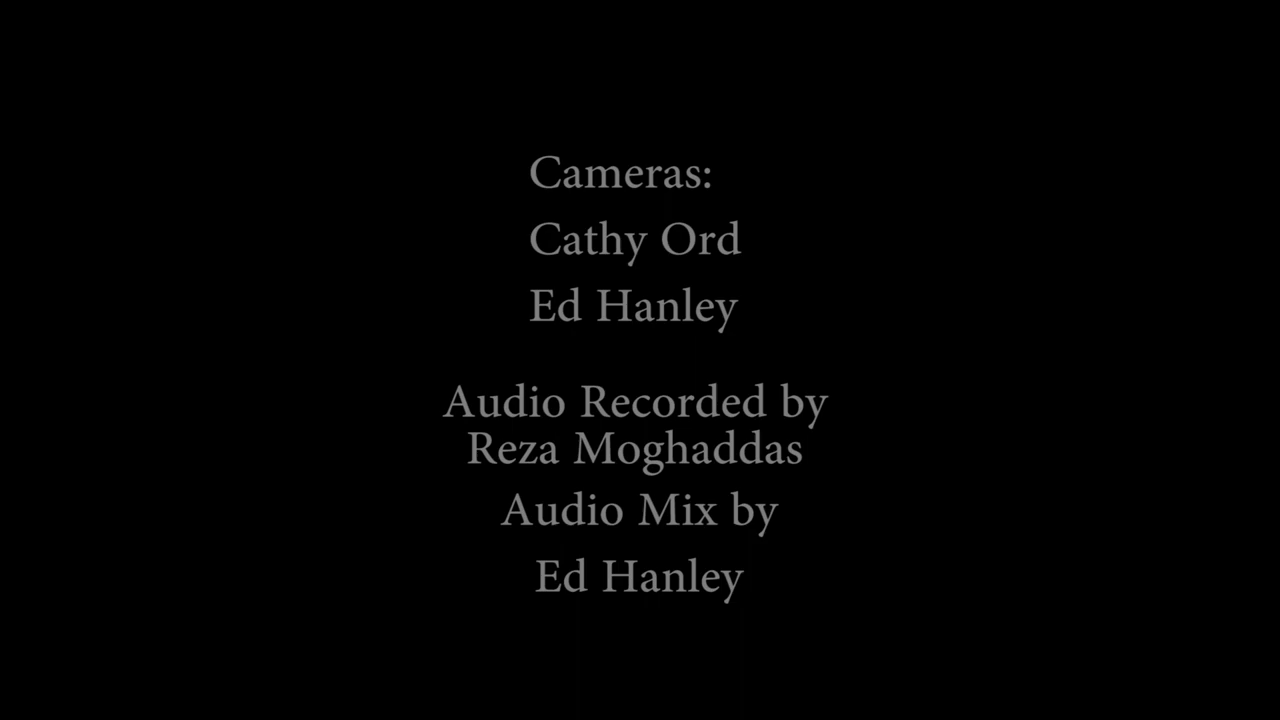 Cameras:
Cathy Ord
Ed Hanley
Audio Recorded by
Reza Moghaddas
Audio Mix by
Ed Hanley